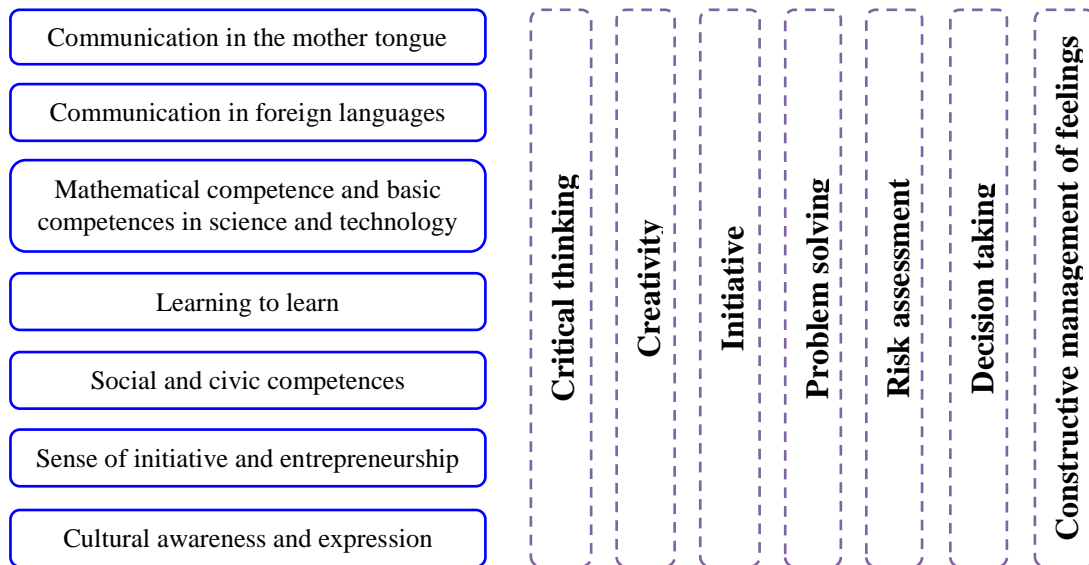 Communication in the mother tongue
Communication in foreign languages
Mathematical competence and basic
competences in science and technology
Learning to learn
Social and civic competences
Sense of initiative and entrepreneurship
Cultural awareness and expression
Critical thinking
Creativity
Initiative
Problem solving
Risk assessment
Decision taking
Constructive management of feelings